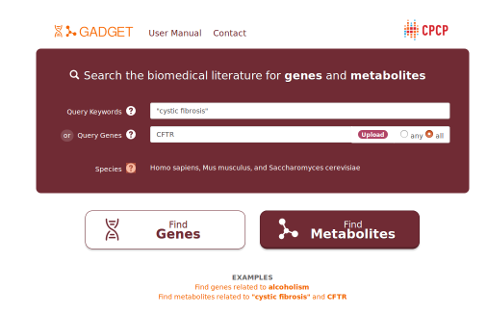 GADGET User Manual Contact CPCP
Search the biomedical literature for genes and metabolites
Query Keywords ? "cystic fibrosis"
or Query Genes ? CFTR Upload any all
Species ? Homo sapiens, Mus musculus, and Saccharomyces cerevisiae
Find
Genes
Find
Metabolites
EXAMPLES
Find genes related to alcoholism
Find metabolites related to "cystic fibrosis" and CFTR